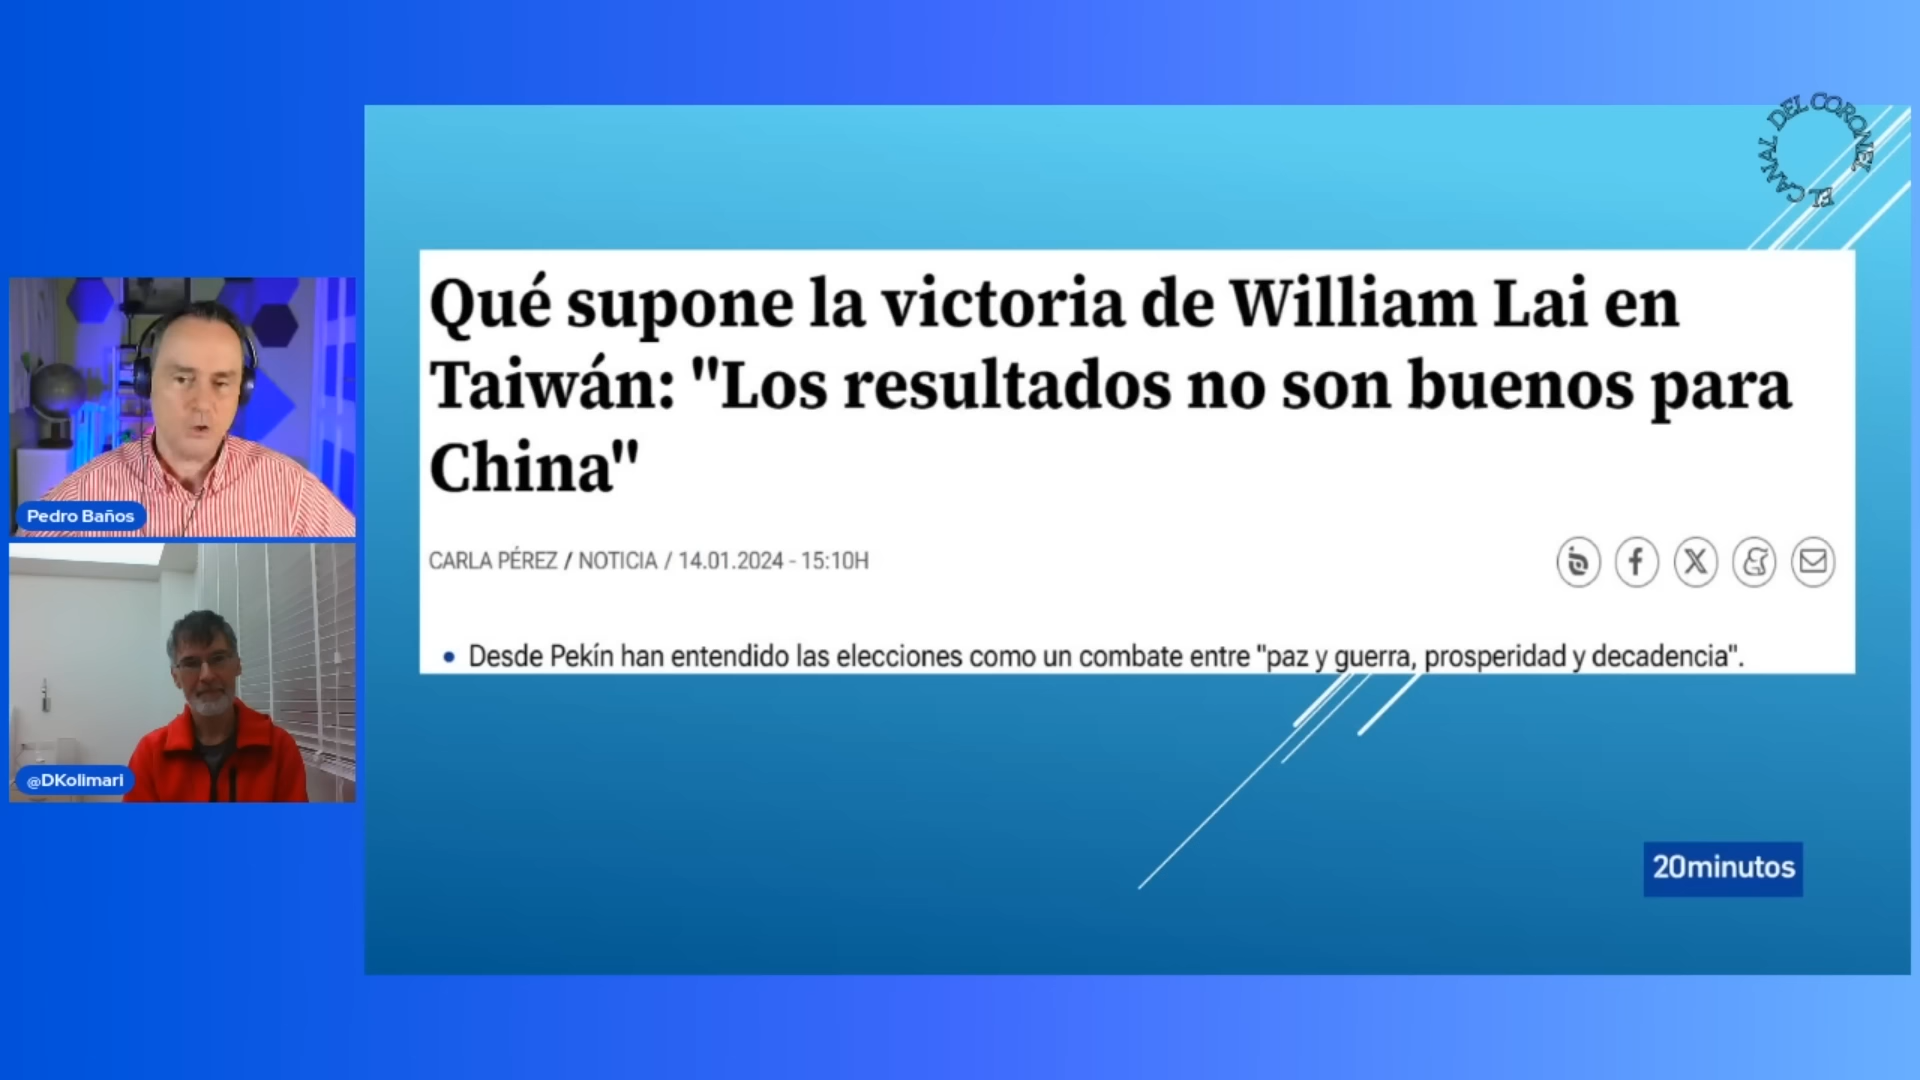 EL CANAL DEL CORONEL
Qué supone la victoria de William Lai en
Taiwán: "Los resultados no son buenos para
China"
CARLA PÉREZ / NOTICIA / 14.01.2024 - 15:10H
• Desde Pekín han entendido las elecciones como un combate entre "paz y guerra, prosperidad y decadencia".
Pedro Baños
@DKolimari
20minutos